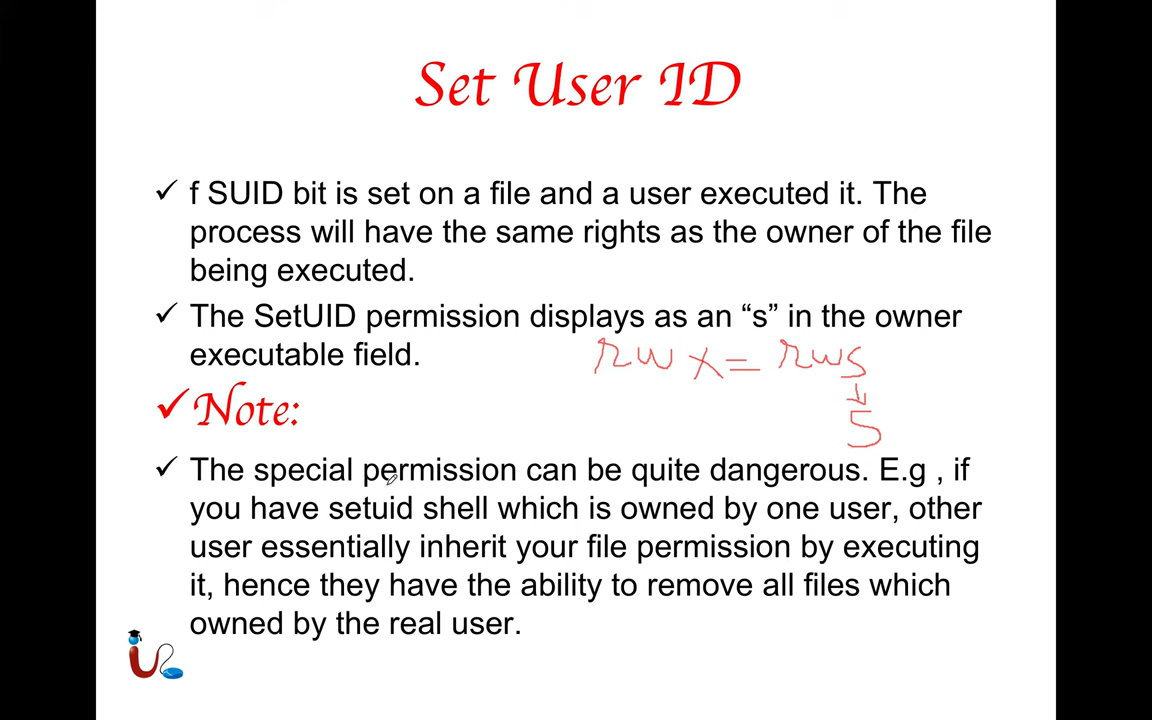 Set User ID
✓ f SUID bit is set on a file and a user executed it. The
process will have the same rights as the owner of the file
being executed.
✓ The SetUID permission displays as an “s” in the owner
executable field.
rwx = rws
✓Note:
S
✓ The special permission can be quite dangerous. E.g , if
you have setuid shell which is owned by one user, other
user essentially inherit your file permission by executing
it, hence they have the ability to remove all files which
owned by the real user.